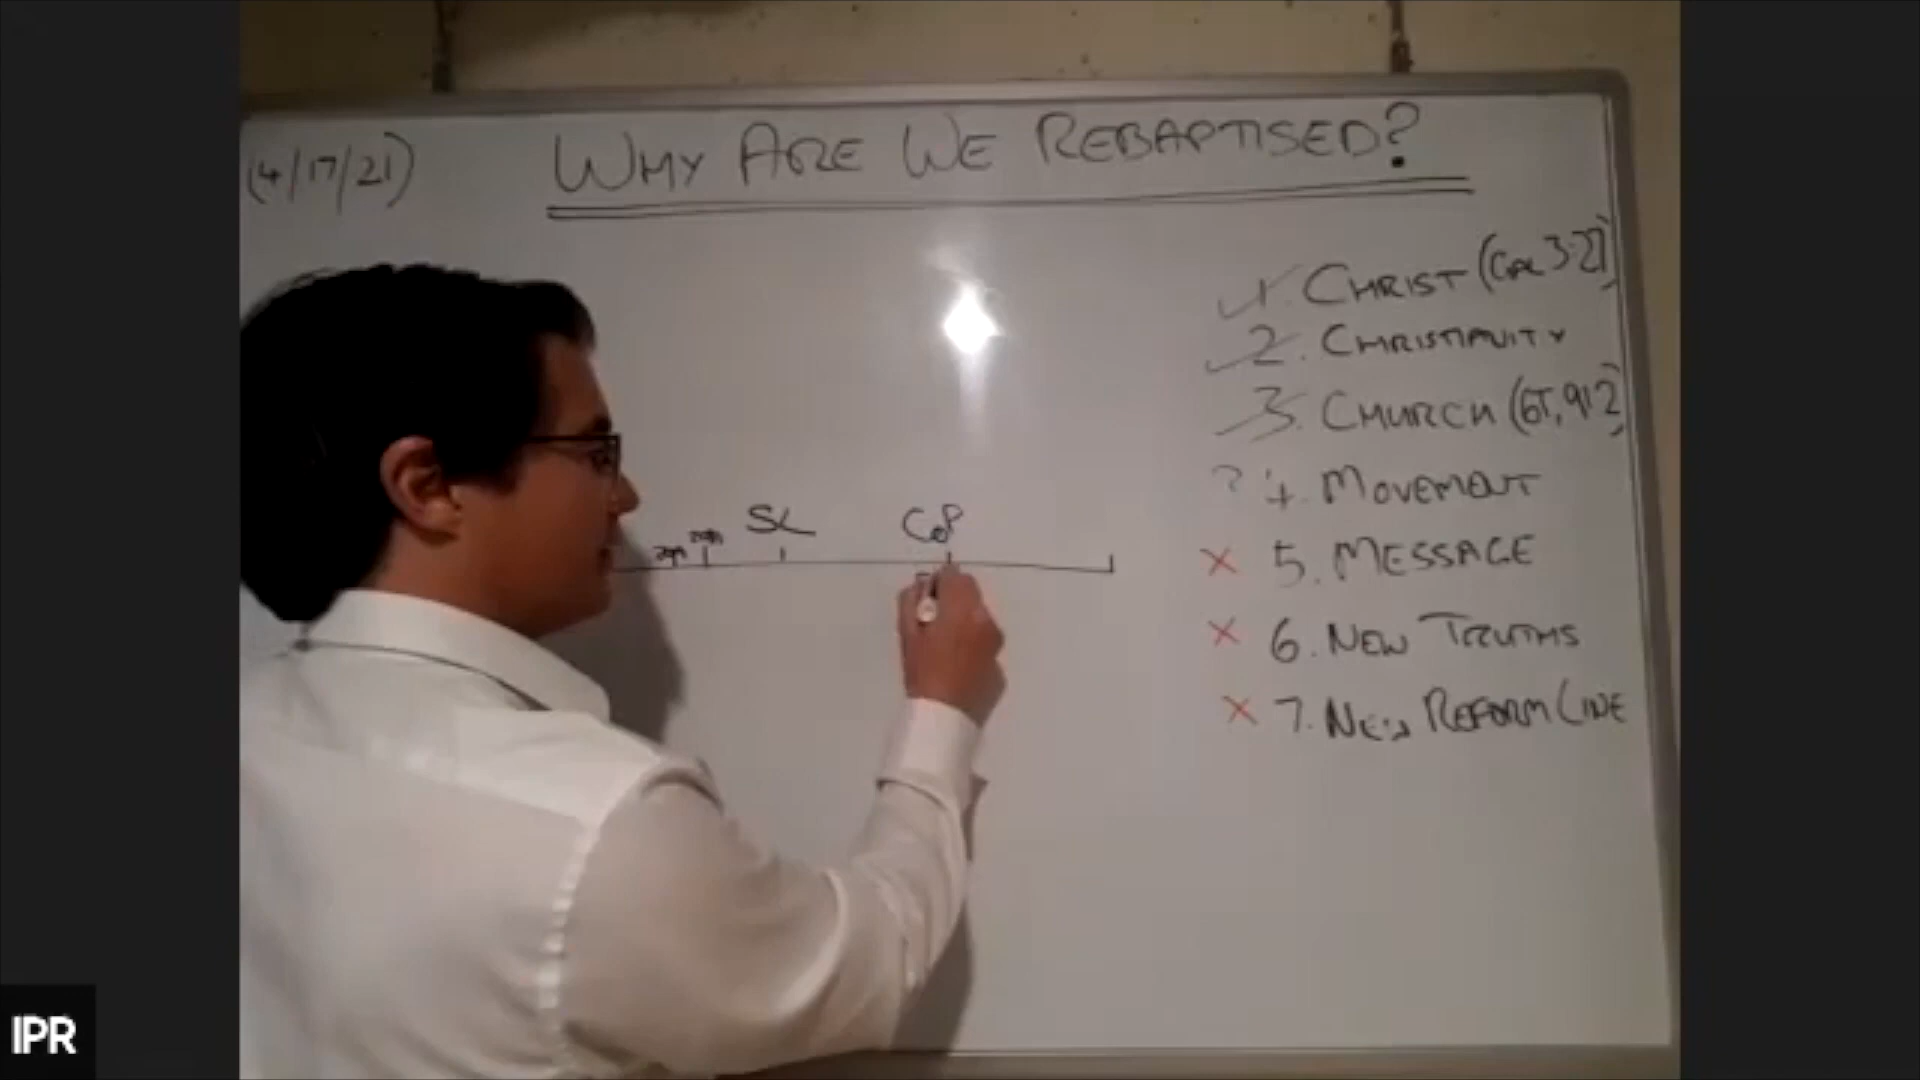 (4/17/21)
WHY ARE WE REBAPTISED?
1. CHRIST (GAL 3:27)
2. CHRISTIANITY
3. CHURCH (6T, 91.2)
? 4. MOVEMENT
X 5. MESSAGE
X 6. NEW TRUTHS
X 7. NEW REFORM LINE
SL
CoP
IPR